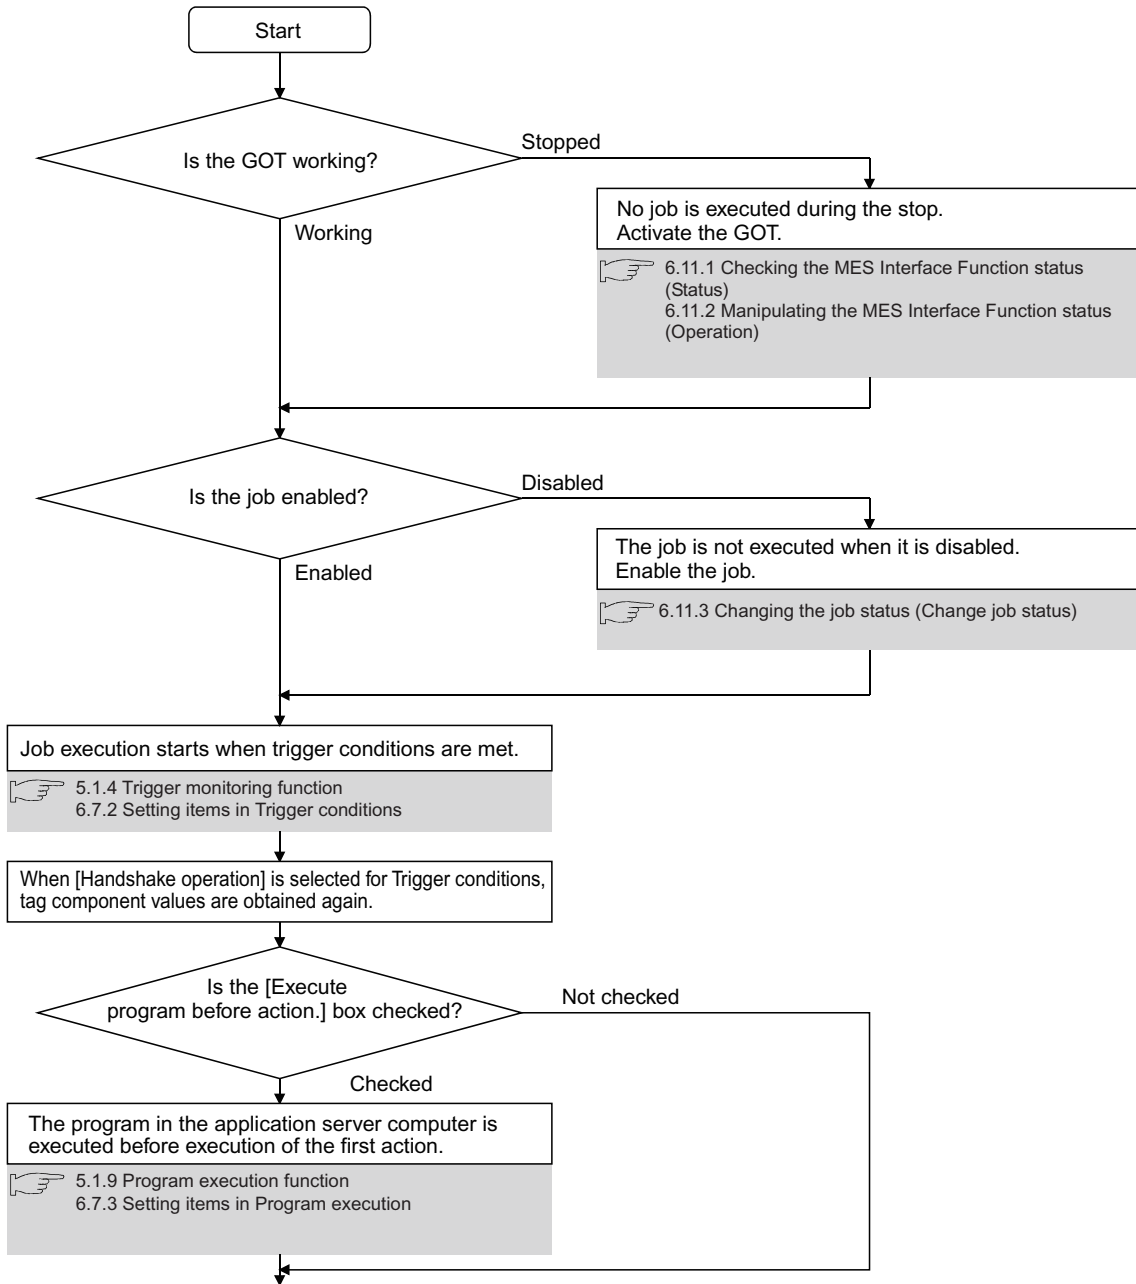 Start
Is the GOT working?
Stopped
Working
No job is executed during the stop.
Activate the GOT.
6.11.1 Checking the MES Interface Function status
(Status)
6.11.2 Manipulating the MES Interface Function status
(Operation)
Is the job enabled?
Disabled
Enabled
The job is not executed when it is disabled.
Enable the job.
6.11.3 Changing the job status (Change job status)
Job execution starts when trigger conditions are met.
5.1.4 Trigger monitoring function
6.7.2 Setting items in Trigger conditions
When [Handshake operation] is selected for Trigger conditions,
tag component values are obtained again.
Is the [Execute
program before action.] box checked?
Not checked
Checked
The program in the application server computer is
executed before execution of the first action.
5.1.9 Program execution function
6.7.3 Setting items in Program execution